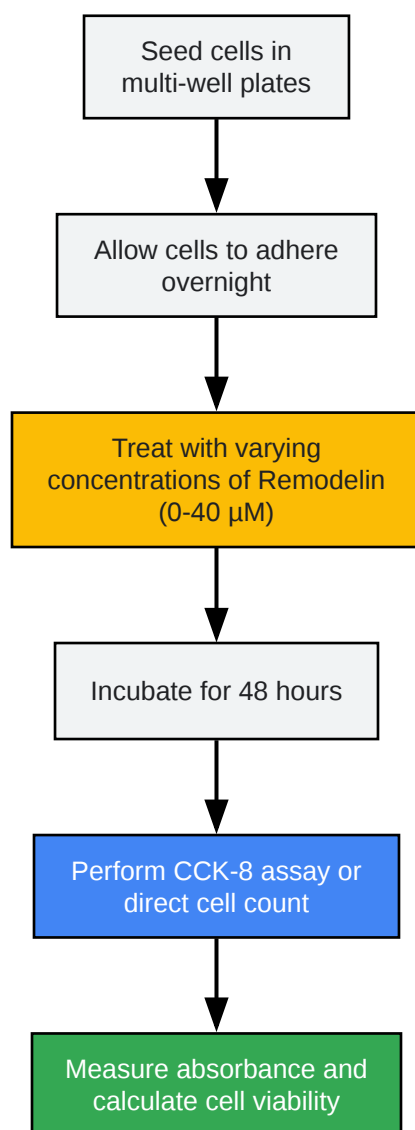 Seed cells in
multi-well plates
Allow cells to adhere
overnight
Treat with varying
concentrations of Remodelin
(0-40 µM)
Incubate for 48 hours
Perform CCK-8 assay or
direct cell count
Measure absorbance and
calculate cell viability